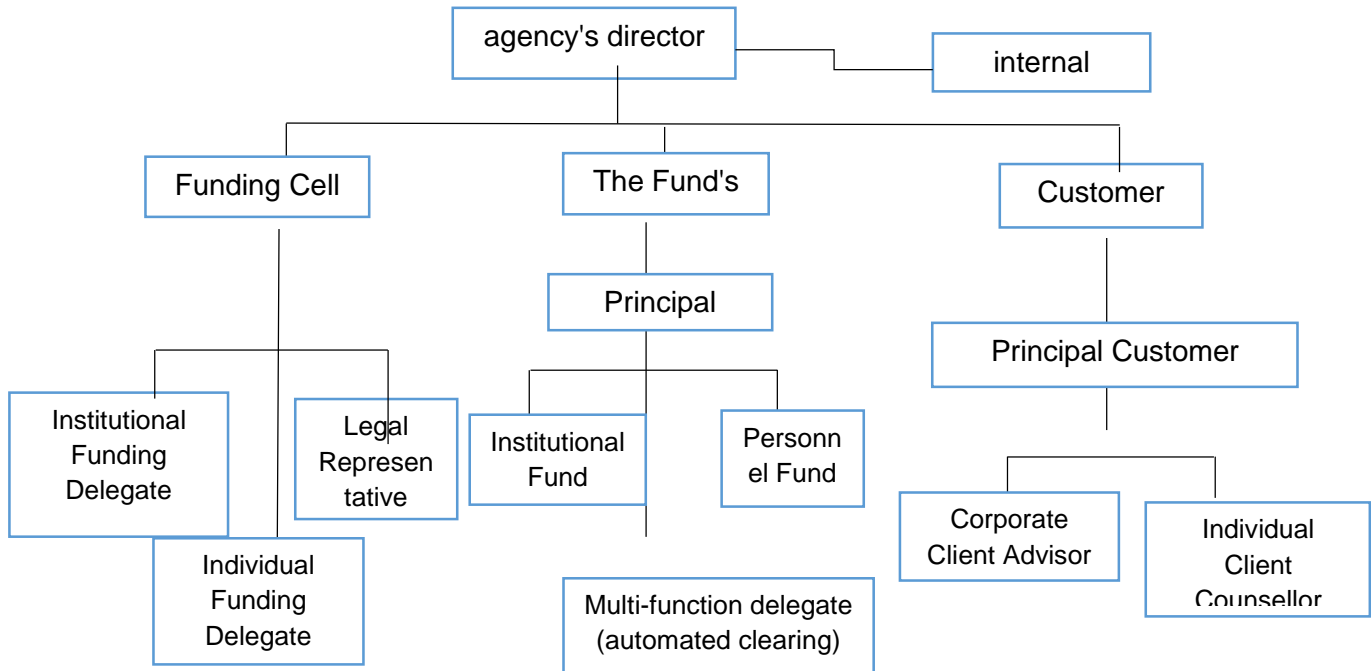 agency's director
internal
Funding Cell
The Fund's
Customer
Principal
Principal Customer
Institutional
Funding
Delegate
Legal
Represen
tative
Institutional
Fund
Personn
el Fund
Corporate
Client Advisor
Individual
Client
Counsellor
Individual
Funding
Delegate
Multi-function delegate
(automated clearing)